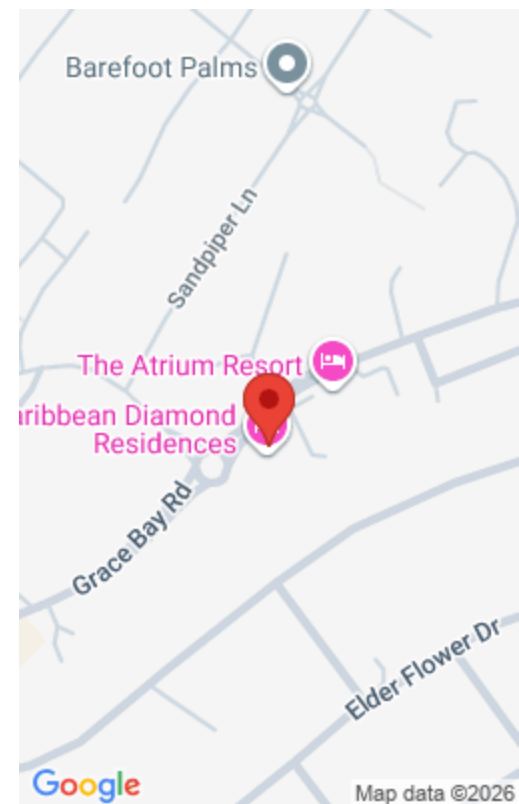 Barefoot Palms
Sandpiper Ln
The Atrium Resort
aribbean Diamond
Residences
Grace Bay Rd
Elder Flower Dr
Google
Map data ©2026